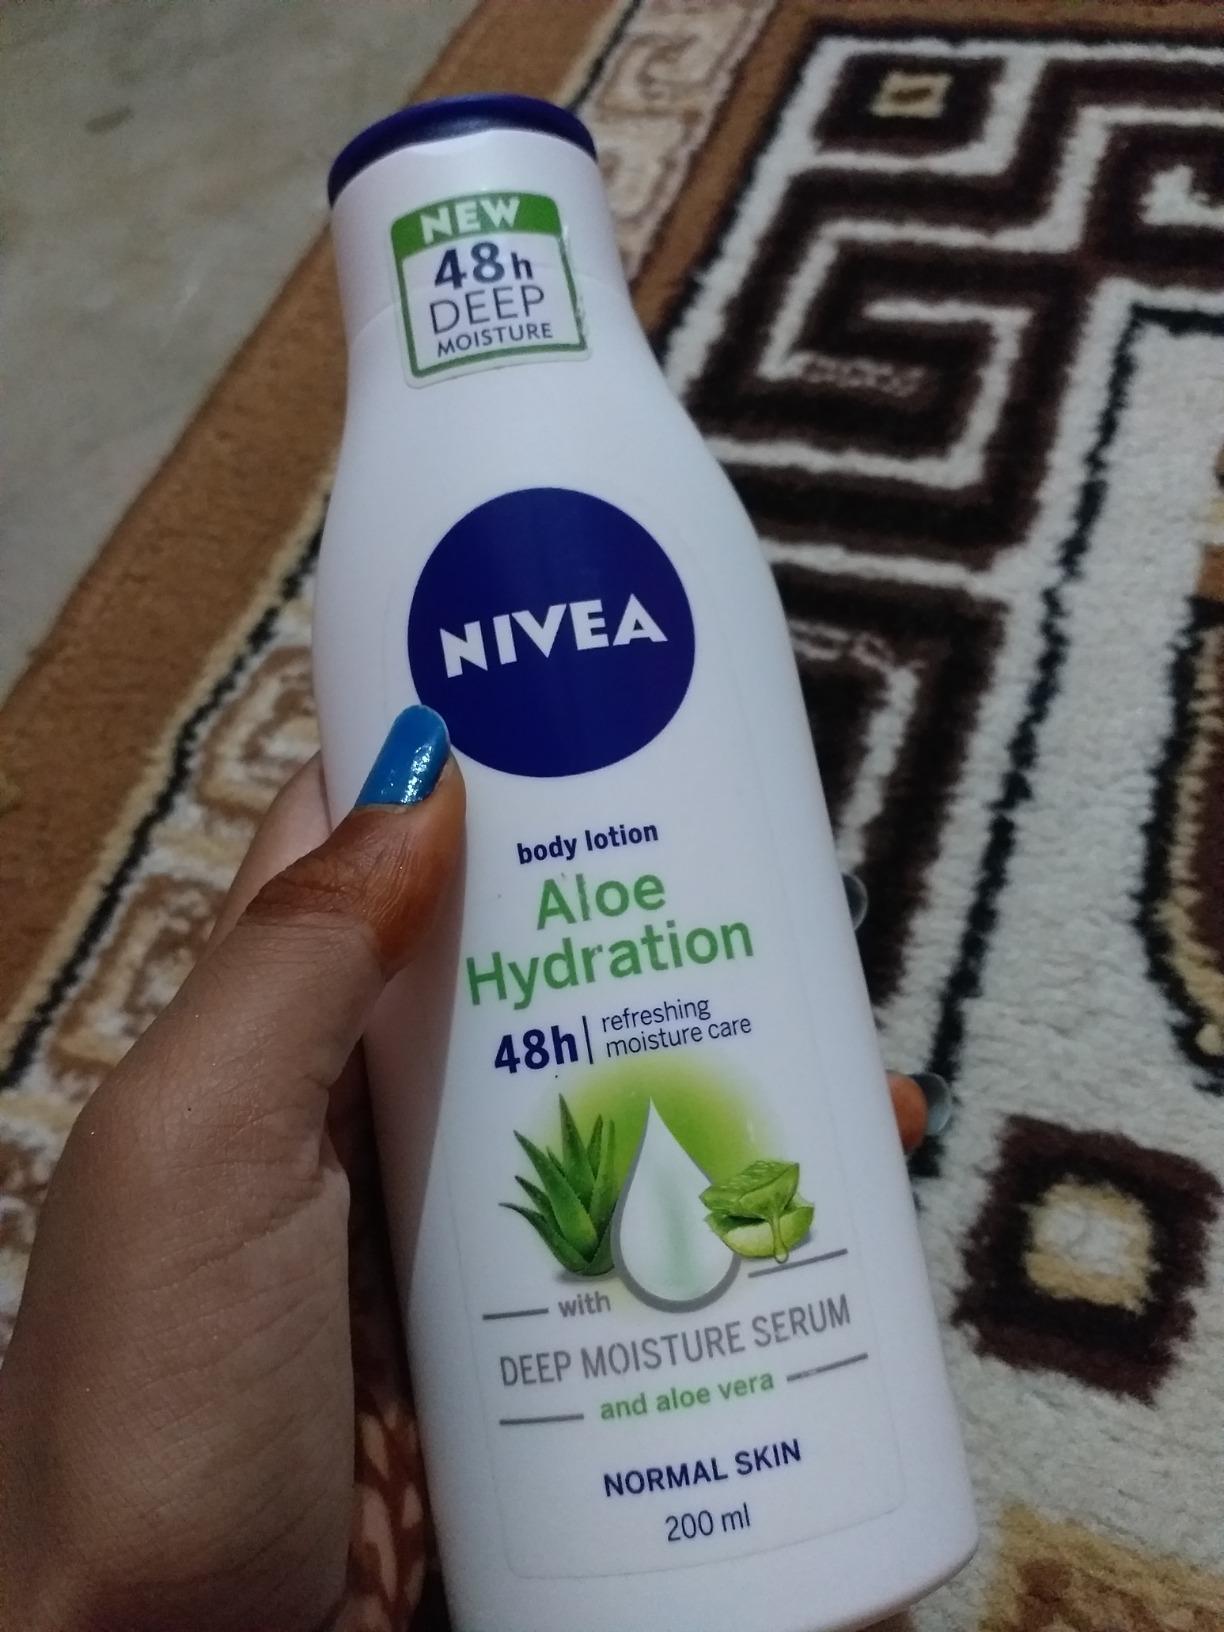 NEW
48h
DEEP
MOISTURE
NIVEA
body lotion
Aloe
Hydration
48h | refreshing
moisture care
with
DEEP MOISTURE SERUM
and aloe vera
NORMAL SKIN
200 ml